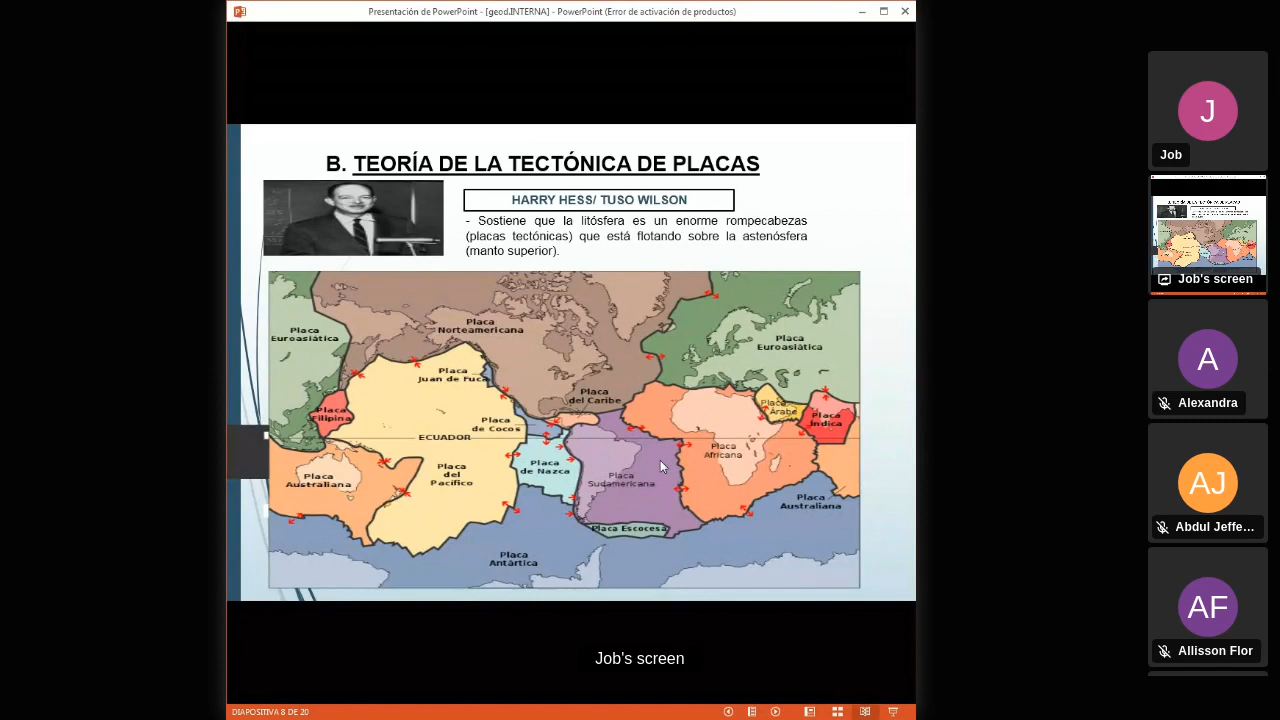 Presentación de PowerPoint - [geod.INTERNA] - PowerPoint (Error de activación de productos)
B. TEORÍA DE LA TECTÓNICA DE PLACAS
HARRY HESS/ TUSO WILSON
- Sostiene que la litósfera es un enorme rompecabezas
(placas tectónicas) que está flotando sobre la astenósfera
(manto superior).
Placa
Euroasiática
Placa
Norteamericana
Placa
Euroasiática
Placa
Juan de Fuca
Placa
del Caribe
Placa
Filipina
Placa
Arabe
Placa
Índica
Placa
de Cocos
ECUADOR
Placa
Africana
Placa
Australiana
Placa
del
Pacífico
Placa
de Nazca
Placa
Sudamericana
Placa
Australiana
Placa Escocesa
Placa
Antártica
Job's screen
DIAPOSITIVA 8 DE 20
J
Job
Job's screen
A
Alexandra
AJ
Abdul Jeffe...
AF
Allisson Flor